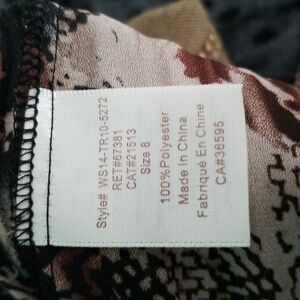 Style# WS14-TR10-5272
RET#67381
CAT#21513
Size 8
100%Polyester
Made In China
Fabriqué En Chine
CA#36595